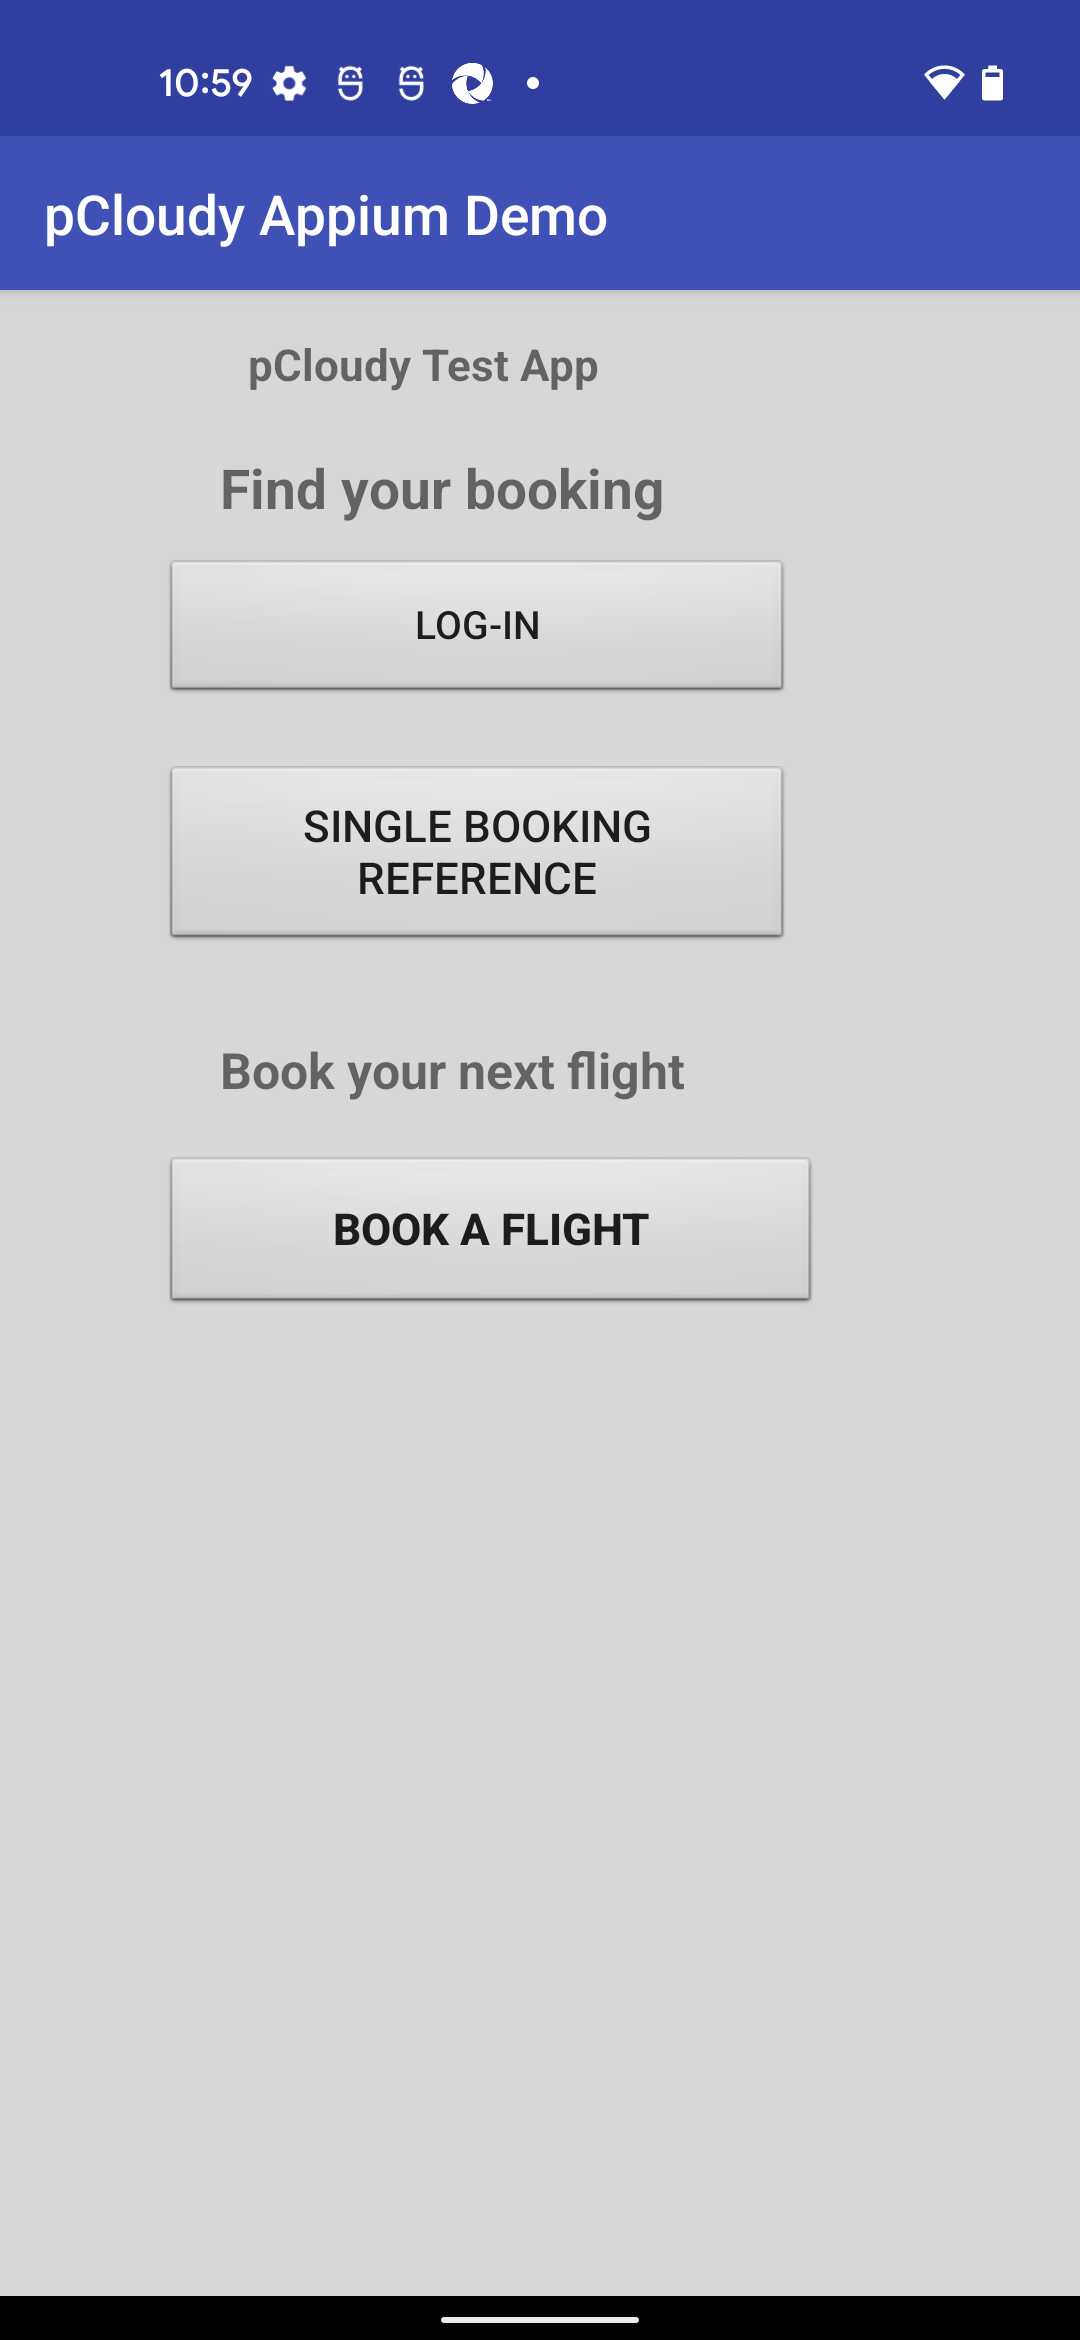 10:59
pCloudy Appium Demo
pCloudy Test App
Find your booking
LOG-IN
SINGLE BOOKING
REFERENCE
Book your next flight
BOOK A FLIGHT